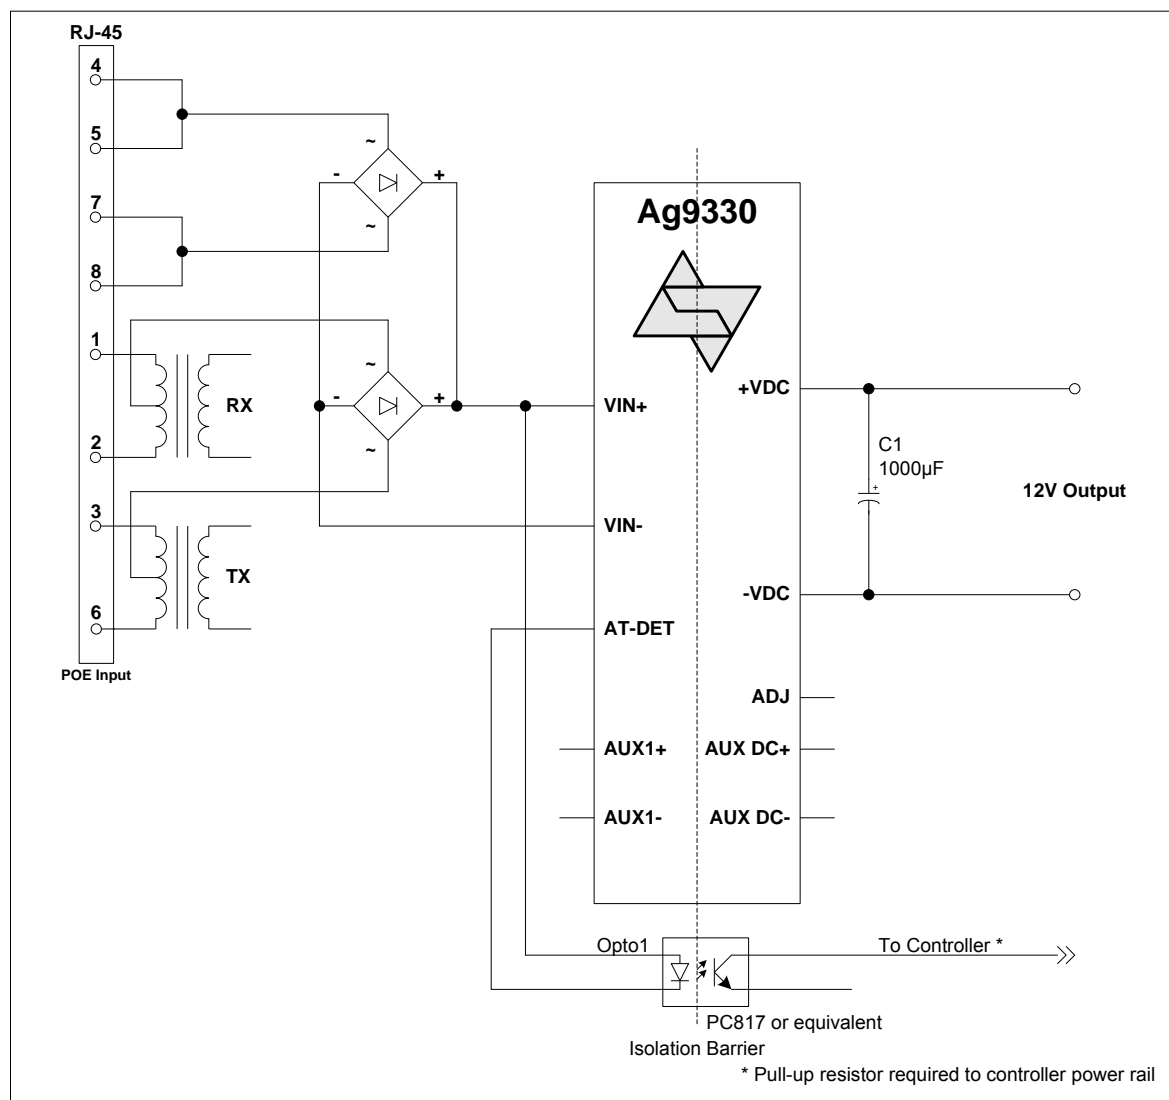 RJ-45
4
5
7
8
1
2
3
6
POE Input
~
-
+
~
~
-
+
~
RX
TX
Ag9330
VIN+
VIN-
AT-DET
AUX1+
AUX1-
+VDC
-VDC
ADJ
AUX DC+
AUX DC-
C1
1000µF
+
12V Output
Opto1
To Controller *
PC817 or equivalent
Isolation Barrier
* Pull-up resistor required to controller power rail